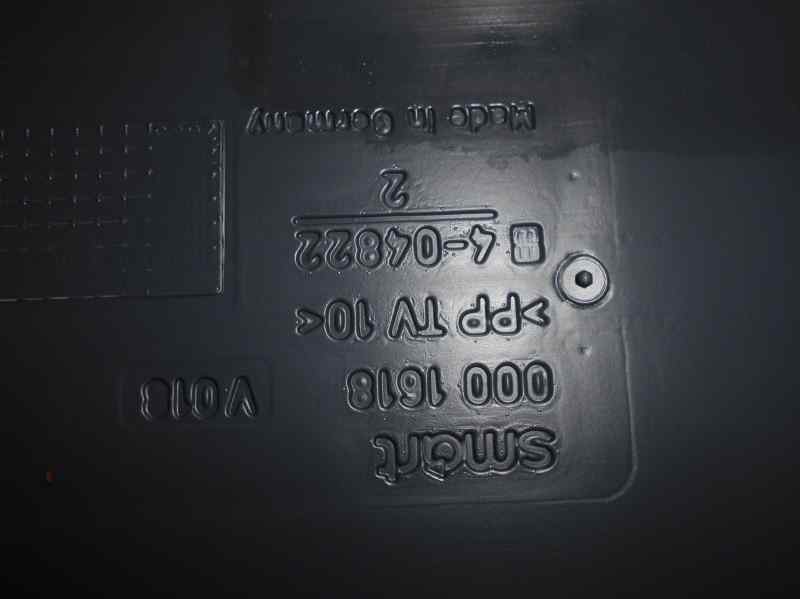 smart
000 1618 V018
>PP TV 10<
4-04822
2
Made in Germany